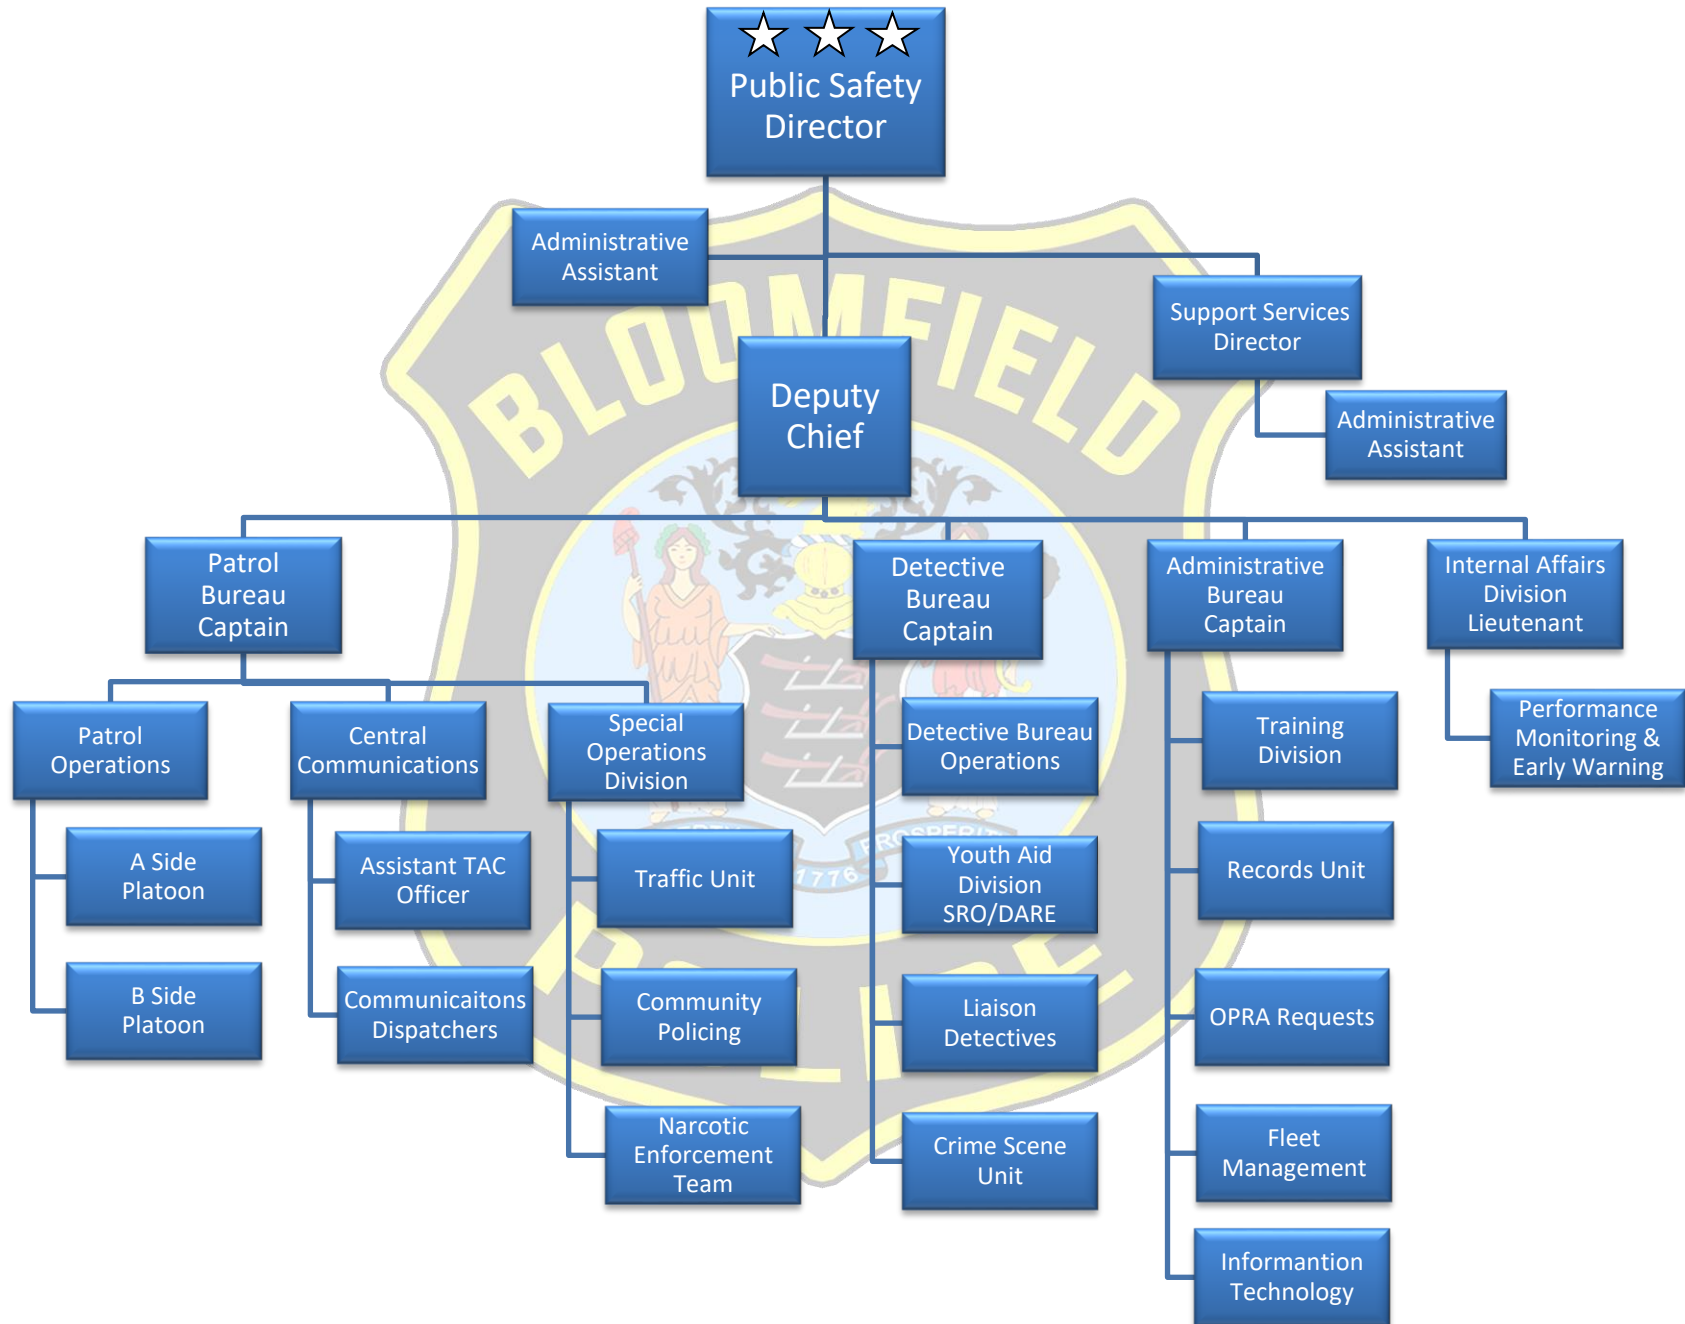 Public Safety
Director
Administrative
Assistant
Support Services
Director
Administrative
Assistant
BLOOMFIELD
Deputy
Chief
Patrol
Bureau
Captain
Detective
Bureau
Captain
Administrative
Bureau
Captain
Internal Affairs
Division
Lieutenant
Patrol
Operations
Central
Communications
Special
Operations
Division
Detective Bureau
Operations
Training
Division
Performance
Monitoring &
Early Warning
A Side
Platoon
Assistant TAC
Officer
Traffic Unit
Youth Aid
Division
SRO/DARE
Records Unit
PROSPERIT
1776
B Side
Platoon
Communicaitons
Dispatchers
Community
Policing
Liaison
Detectives
OPRA Requests
Narcotic
Enforcement
Team
Crime Scene
Unit
Fleet
Management
Informantion
Technology